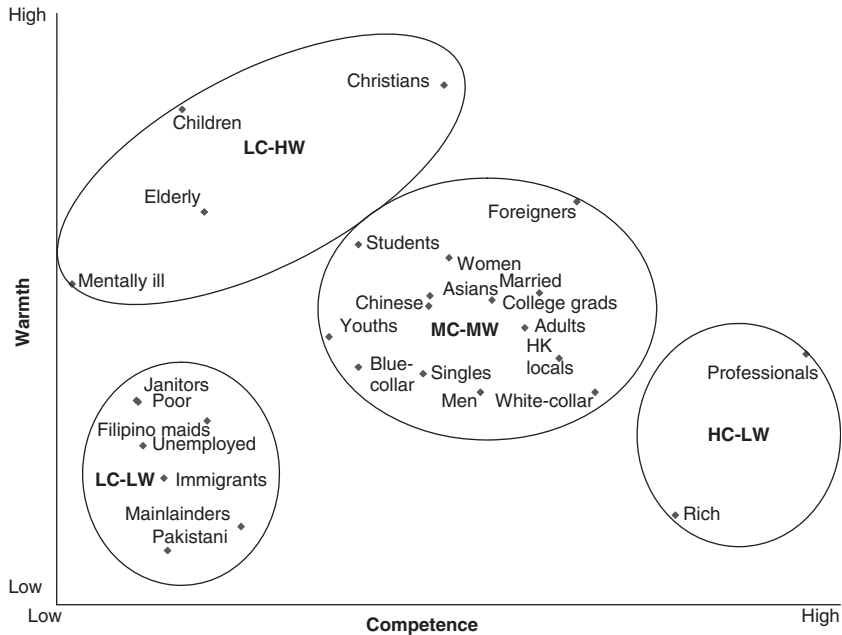 High
Christians
Children
LC-HW
Elderly
Foreigners
Students
Women
Mentally ill
Married
Asians
Chinese
College grads
Warmth
Youths
MC-MW
Adults
HK
locals
Blue-
collar
Singles
Professionals
Janitors
Poor
Men
White-collar
Filipino maids
HC-LW
Unemployed
LC-LW
Immigrants
Mainlainders
Rich
Pakistani
Low
Low
Competence
High